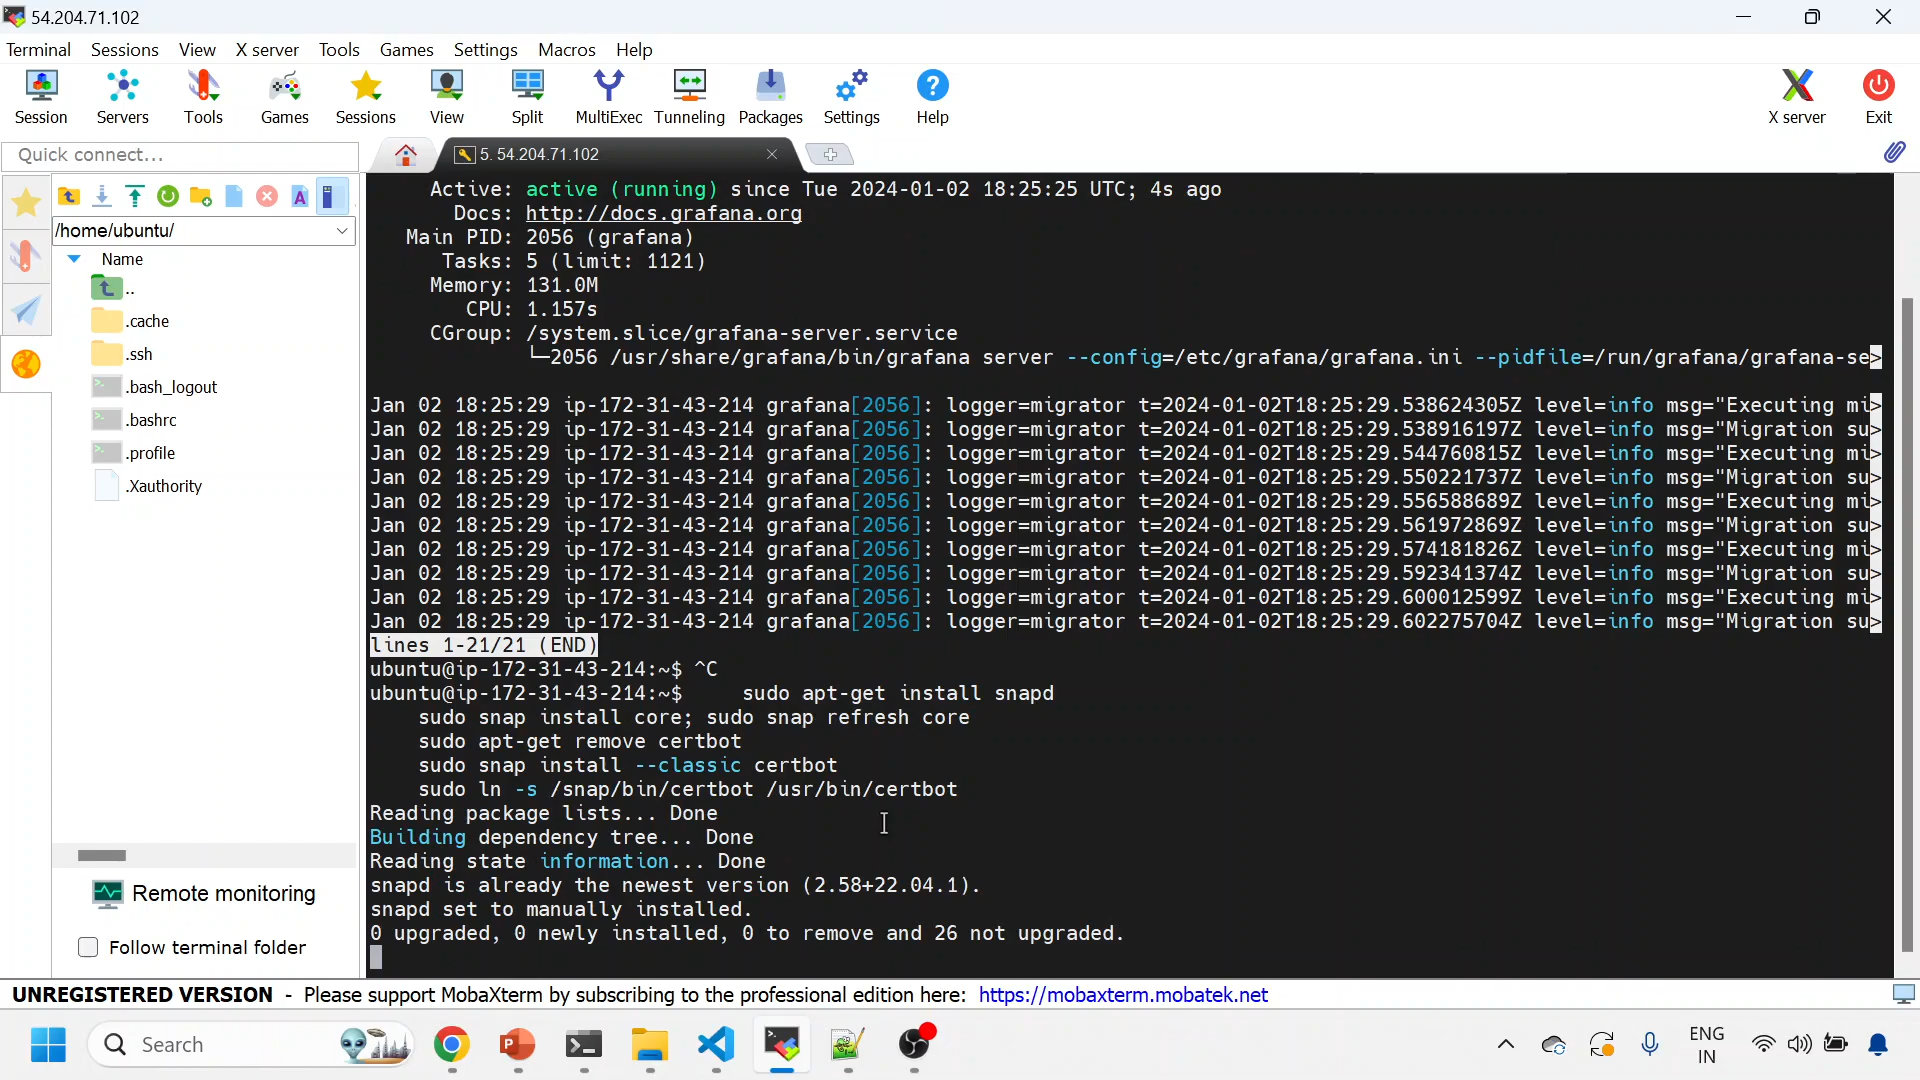 54.204.71.102
Terminal Sessions View X server Tools Games Settings Macros Help
Session Servers Tools Games Sessions View Split MultiExec Tunneling Packages Settings Help X server Exit
Quick connect...
5. 54.204.71.102
/home/ubuntu/
Name
..
.cache
.ssh
.bash_logout
.bashrc
.profile
.Xauthority
Remote monitoring
Follow terminal folder
Active: active (running) since Tue 2024-01-02 18:25:25 UTC; 4s ago
Docs: http://docs.grafana.org
Main PID: 2056 (grafana)
Tasks: 5 (limit: 1121)
Memory: 131.0M
CPU: 1.157s
CGroup: /system.slice/grafana-server.service
└─2056 /usr/share/grafana/bin/grafana server --config=/etc/grafana/grafana.ini --pidfile=/run/grafana/grafana-se>
Jan 02 18:25:29 ip-172-31-43-214 grafana[2056]: logger=migrator t=2024-01-02T18:25:29.538624305Z level=info msg="Executing mi>
Jan 02 18:25:29 ip-172-31-43-214 grafana[2056]: logger=migrator t=2024-01-02T18:25:29.538916197Z level=info msg="Migration su>
Jan 02 18:25:29 ip-172-31-43-214 grafana[2056]: logger=migrator t=2024-01-02T18:25:29.544760815Z level=info msg="Executing mi>
Jan 02 18:25:29 ip-172-31-43-214 grafana[2056]: logger=migrator t=2024-01-02T18:25:29.550221737Z level=info msg="Migration su>
Jan 02 18:25:29 ip-172-31-43-214 grafana[2056]: logger=migrator t=2024-01-02T18:25:29.556588689Z level=info msg="Executing mi>
Jan 02 18:25:29 ip-172-31-43-214 grafana[2056]: logger=migrator t=2024-01-02T18:25:29.561972869Z level=info msg="Migration su>
Jan 02 18:25:29 ip-172-31-43-214 grafana[2056]: logger=migrator t=2024-01-02T18:25:29.574181826Z level=info msg="Executing mi>
Jan 02 18:25:29 ip-172-31-43-214 grafana[2056]: logger=migrator t=2024-01-02T18:25:29.592341374Z level=info msg="Migration su>
Jan 02 18:25:29 ip-172-31-43-214 grafana[2056]: logger=migrator t=2024-01-02T18:25:29.600012599Z level=info msg="Executing mi>
Jan 02 18:25:29 ip-172-31-43-214 grafana[2056]: logger=migrator t=2024-01-02T18:25:29.602275704Z level=info msg="Migration su>
lines 1-21/21 (END)
ubuntu@ip-172-31-43-214:~$ ^C
ubuntu@ip-172-31-43-214:~$     sudo apt-get install snapd
sudo snap install core; sudo snap refresh core
sudo apt-get remove certbot
sudo snap install --classic certbot
sudo ln -s /snap/bin/certbot /usr/bin/certbot
Reading package lists... Done
Building dependency tree... Done
Reading state information... Done
snapd is already the newest version (2.58+22.04.1).
snapd set to manually installed.
0 upgraded, 0 newly installed, 0 to remove and 26 not upgraded.
UNREGISTERED VERSION - Please support MobaXterm by subscribing to the professional edition here: https://mobaxterm.mobatek.net
Search
ENG
IN